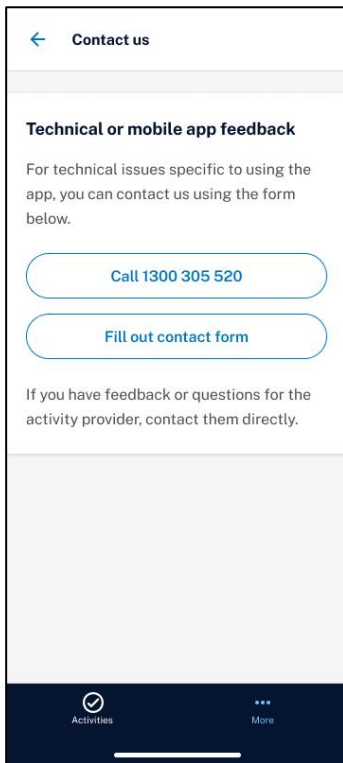 Contact us
Technical or mobile app feedback
For technical issues specific to using the
app, you can contact us using the form
below.
Call 1300 305 520
Fill out contact form
If you have feedback or questions for the
activity provider, contact them directly.
Activities
More